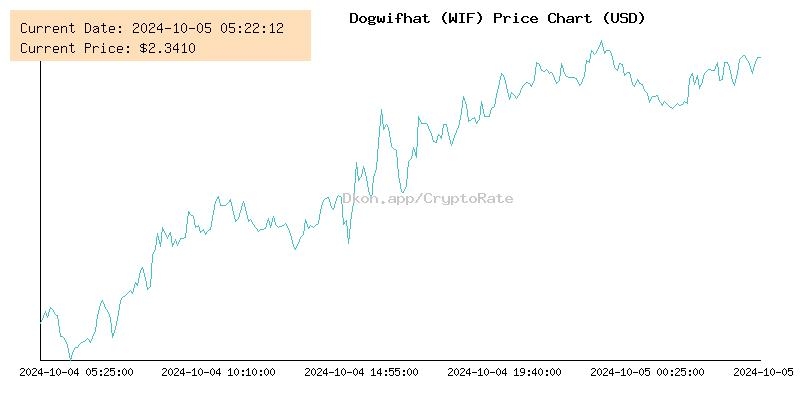 Dogwifhat (WIF) Price Chart (USD)
Current Date: 2024-10-05 05:22:12
Current Price: $2.3410
Dkon.app/CryptoRate
2024-10-04 05:25:00 2024-10-04 10:10:00 2024-10-04 14:55:00 2024-10-04 19:40:00 2024-10-05 00:25:00 2024-10-05